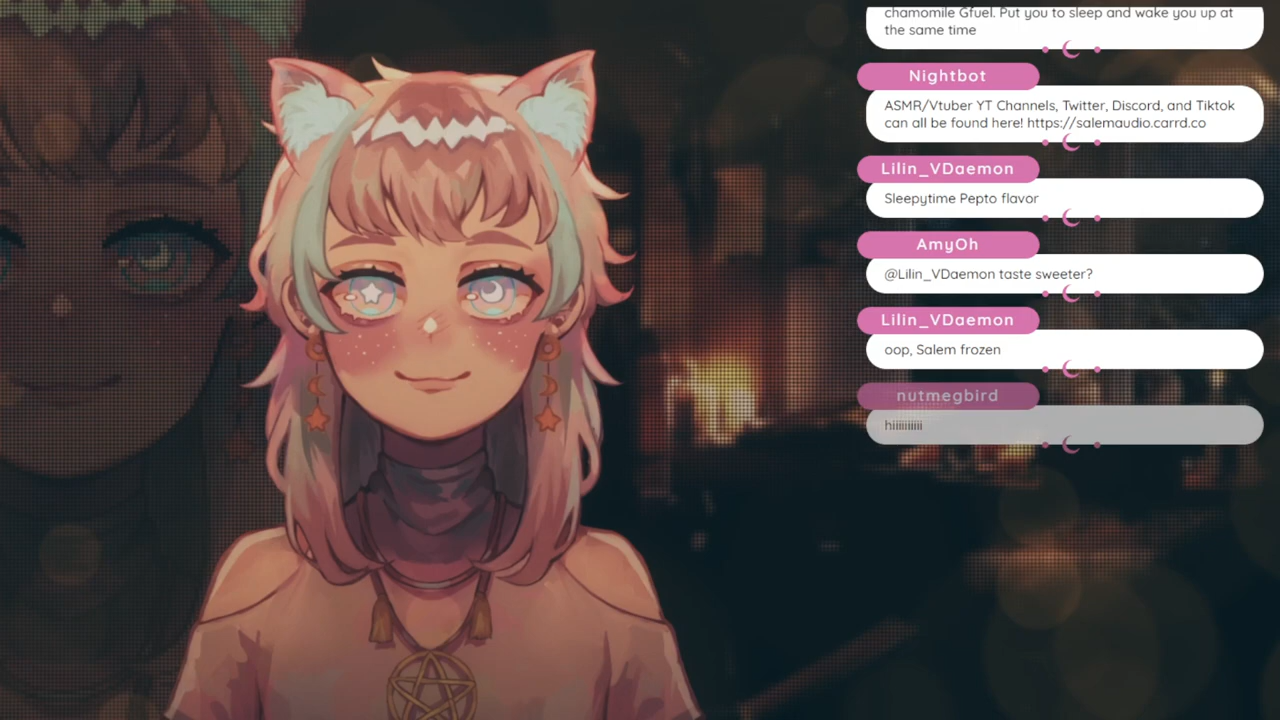 chamomile Gfuel. Put you to sleep and wake you up at
the same time
Nightbot
ASMR/Vtuber YT Channels, Twitter, Discord, and Tiktok
can all be found here! https://salemaudio.carrd.co
Lilin_VDaemon
Sleepytime Pepto flavor
AmyOh
@Lilin_VDaemon taste sweeter?
Lilin_VDaemon
oop, Salem frozen
nutmegbird
hiiiiiiiiii